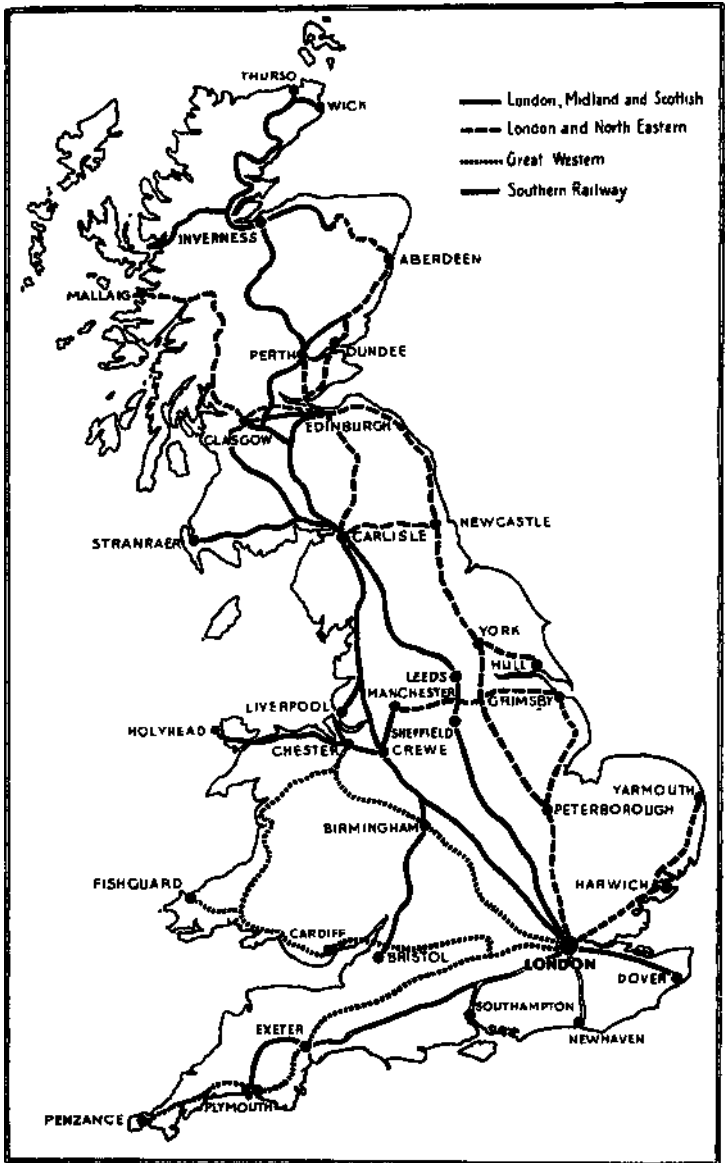 THURSO
WICK
London, Midland and Scottish
London and North Eastern
Great Western
Southern Railway
INVERNESS
ABERDEEN
MALLAIG
PERTH
DUNDEE
GLASGOW
EDINBURGH
STRANRAER
CARLISLE
NEWCASTLE
YORK
HULL
LEEDS
MANCHESTER
GRIMSBY
LIVERPOOL
SHEFFIELD
HOLYHEAD
CHESTER
CREWE
YARMOUTH
PETERBOROUGH
BIRMINGHAM
FISHGUARD
HARWICH
CARDIFF
BRISTOL
LONDON
DOVER
SOUTHAMPTON
NEWHAVEN
EXETER
PLYMOUTH
PENZANCE